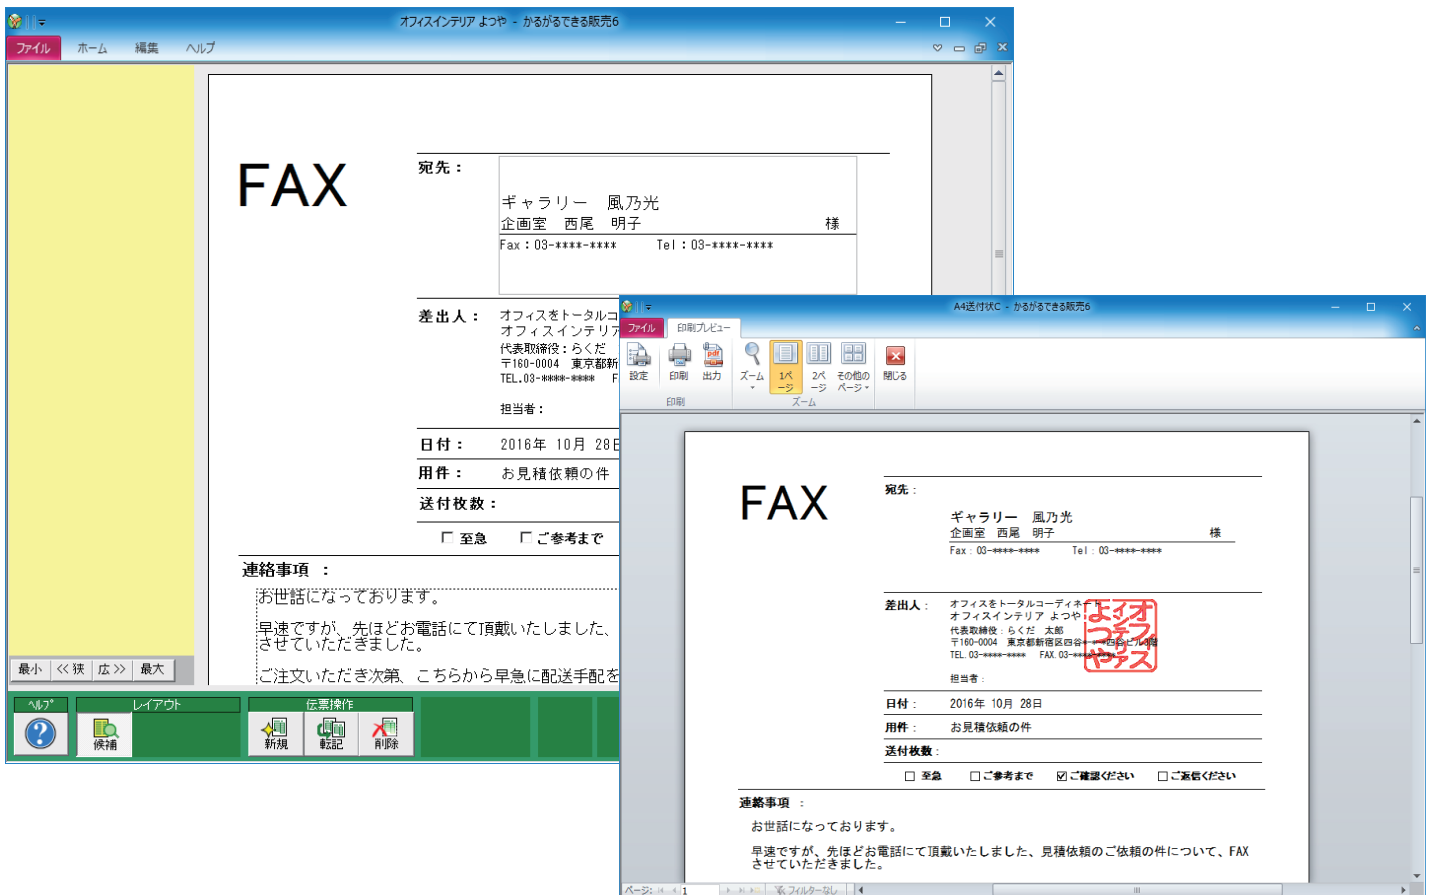 オフィスインテリア よつや - かるがるできる販売6
ファイル ホーム 編集 ヘルプ
FAX
宛先：
ギャラリー　風乃光
企画室　西尾　明子 様
Fax：03-****-**** Tel：03-****-****
差出人： オフィスをトータルコ
オフィスインテリア
代表取締役：らくだ
〒160-0004　東京都新
TEL.03-****-****　F
担当者：
日付： 2016年 10月 28日
用件： お見積依頼の件
送付枚数：
至急 ご参考まで
連絡事項 ：
お世話になっております。
早速ですが、先ほどお電話にて頂戴いたしました、
させていただきました。
ご注文いただき次第、こちらから早急に配送手配を
最小 <<狭 広>> 最大
ヘルプ レイアウト 伝票操作
候補 新規 転記 削除
A4送付状C - かるがるできる販売6
ファイル 印刷プレビュー
設定 印刷 出力 ズーム 1ページ 2ページ その他のページ 閉じる
印刷 ズーム
FAX
宛先：
ギャラリー　風乃光
企画室　西尾　明子 様
Fax：03-****-**** Tel：03-****-****
差出人： オフィスをトータルコーディネート
オフィスインテリア よつや
代表取締役：らくだ　太郎
〒160-0004　東京都新宿区四谷*-* *四谷ビル3階
TEL.03-****-****　FAX.03-****-****
オフィス
インテリア
よつや
担当者：
日付： 2016年 10月 28日
用件： お見積依頼の件
送付枚数：
至急 ご参考まで ご確認ください ご返信ください
連絡事項 ：
お世話になっております。
早速ですが、先ほどお電話にて頂戴いたしました、見積依頼のご依頼の件について、FAX
させていただきました。
ページ: 1 フィルターなし